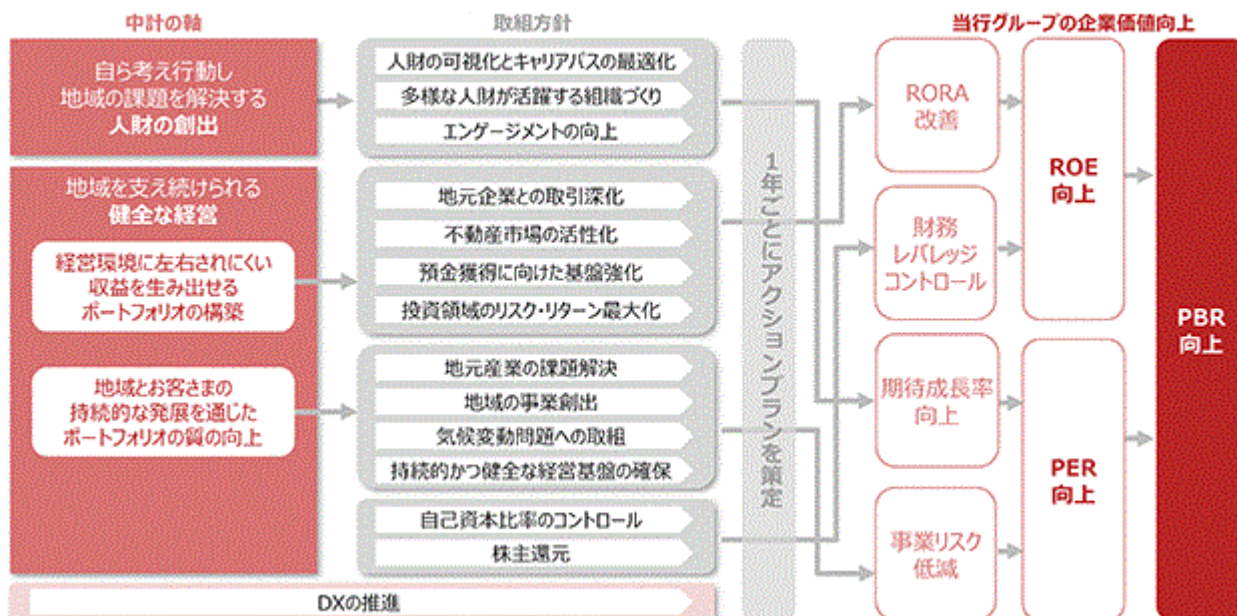 中計の軸
取組方針
当行グループの企業価値向上
自ら考え行動し
地域の課題を解決する
人財の創出
地域を支え続けられる
健全な経営
経営環境に左右されにくい
収益を生み出せる
ポートフォリオの構築
地域とお客さまの
持続的な発展を通じた
ポートフォリオの質の向上
人財の可視化とキャリアパスの最適化
多様な人財が活躍する組織づくり
エンゲージメントの向上
地元企業との取引深化
不動産市場の活性化
預金獲得に向けた基盤強化
投資領域のリスク・リターン最大化
地元産業の課題解決
地域の事業創出
気候変動問題への取組
持続的かつ健全な経営基盤の確保
自己資本比率のコントロール
株主還元
DXの推進
1年ごとにアクションプランを策定
RORA
改善
財務
レバレッジ
コントロール
期待成長率
向上
事業リスク
低減
ROE
向上
PER
向上
PBR
向上